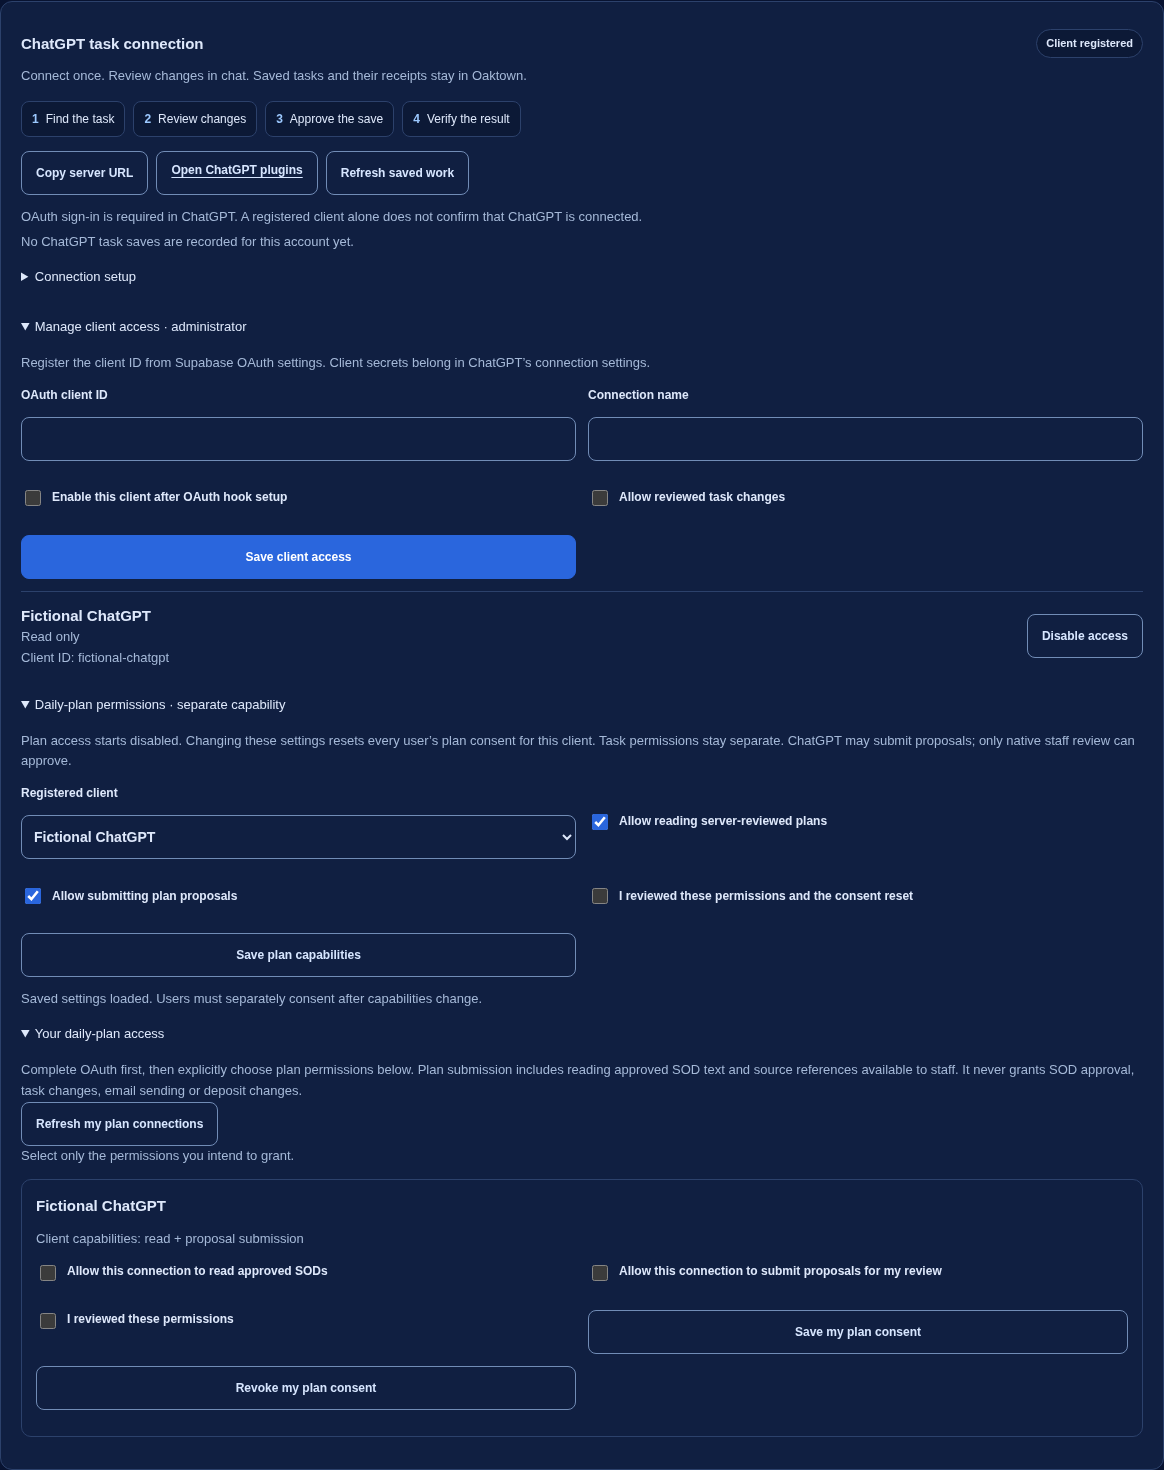 ChatGPT task connection
Client registered
Connect once. Review changes in chat. Saved tasks and their receipts stay in Oaktown.
1 Find the task
2 Review changes
3 Approve the save
4 Verify the result
Copy server URL
Open ChatGPT plugins
Refresh saved work
OAuth sign-in is required in ChatGPT. A registered client alone does not confirm that ChatGPT is connected.
No ChatGPT task saves are recorded for this account yet.
Connection setup
Manage client access · administrator
Register the client ID from Supabase OAuth settings. Client secrets belong in ChatGPT’s connection settings.
OAuth client ID
Connection name
Enable this client after OAuth hook setup
Allow reviewed task changes
Save client access
Fictional ChatGPT
Read only
Client ID: fictional-chatgpt
Disable access
Daily-plan permissions · separate capability
Plan access starts disabled. Changing these settings resets every user’s plan consent for this client. Task permissions stay separate. ChatGPT may submit proposals; only native staff review can
approve.
Registered client
Fictional ChatGPT
Allow reading server-reviewed plans
Allow submitting plan proposals
I reviewed these permissions and the consent reset
Save plan capabilities
Saved settings loaded. Users must separately consent after capabilities change.
Your daily-plan access
Complete OAuth first, then explicitly choose plan permissions below. Plan submission includes reading approved SOD text and source references available to staff. It never grants SOD approval,
task changes, email sending or deposit changes.
Refresh my plan connections
Select only the permissions you intend to grant.
Fictional ChatGPT
Client capabilities: read + proposal submission
Allow this connection to read approved SODs
Allow this connection to submit proposals for my review
I reviewed these permissions
Save my plan consent
Revoke my plan consent